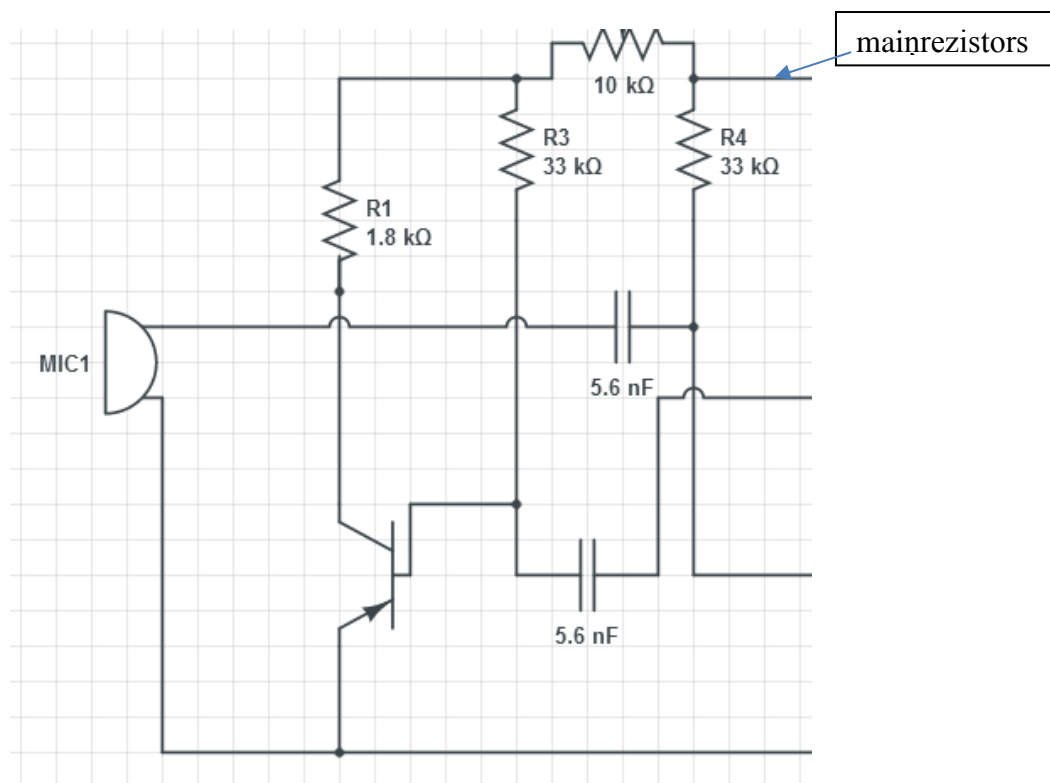 mainrezistors
10 kΩ
R3
33 kΩ
R4
33 kΩ
R1
1.8 kΩ
MIC1
5.6 nF
5.6 nF